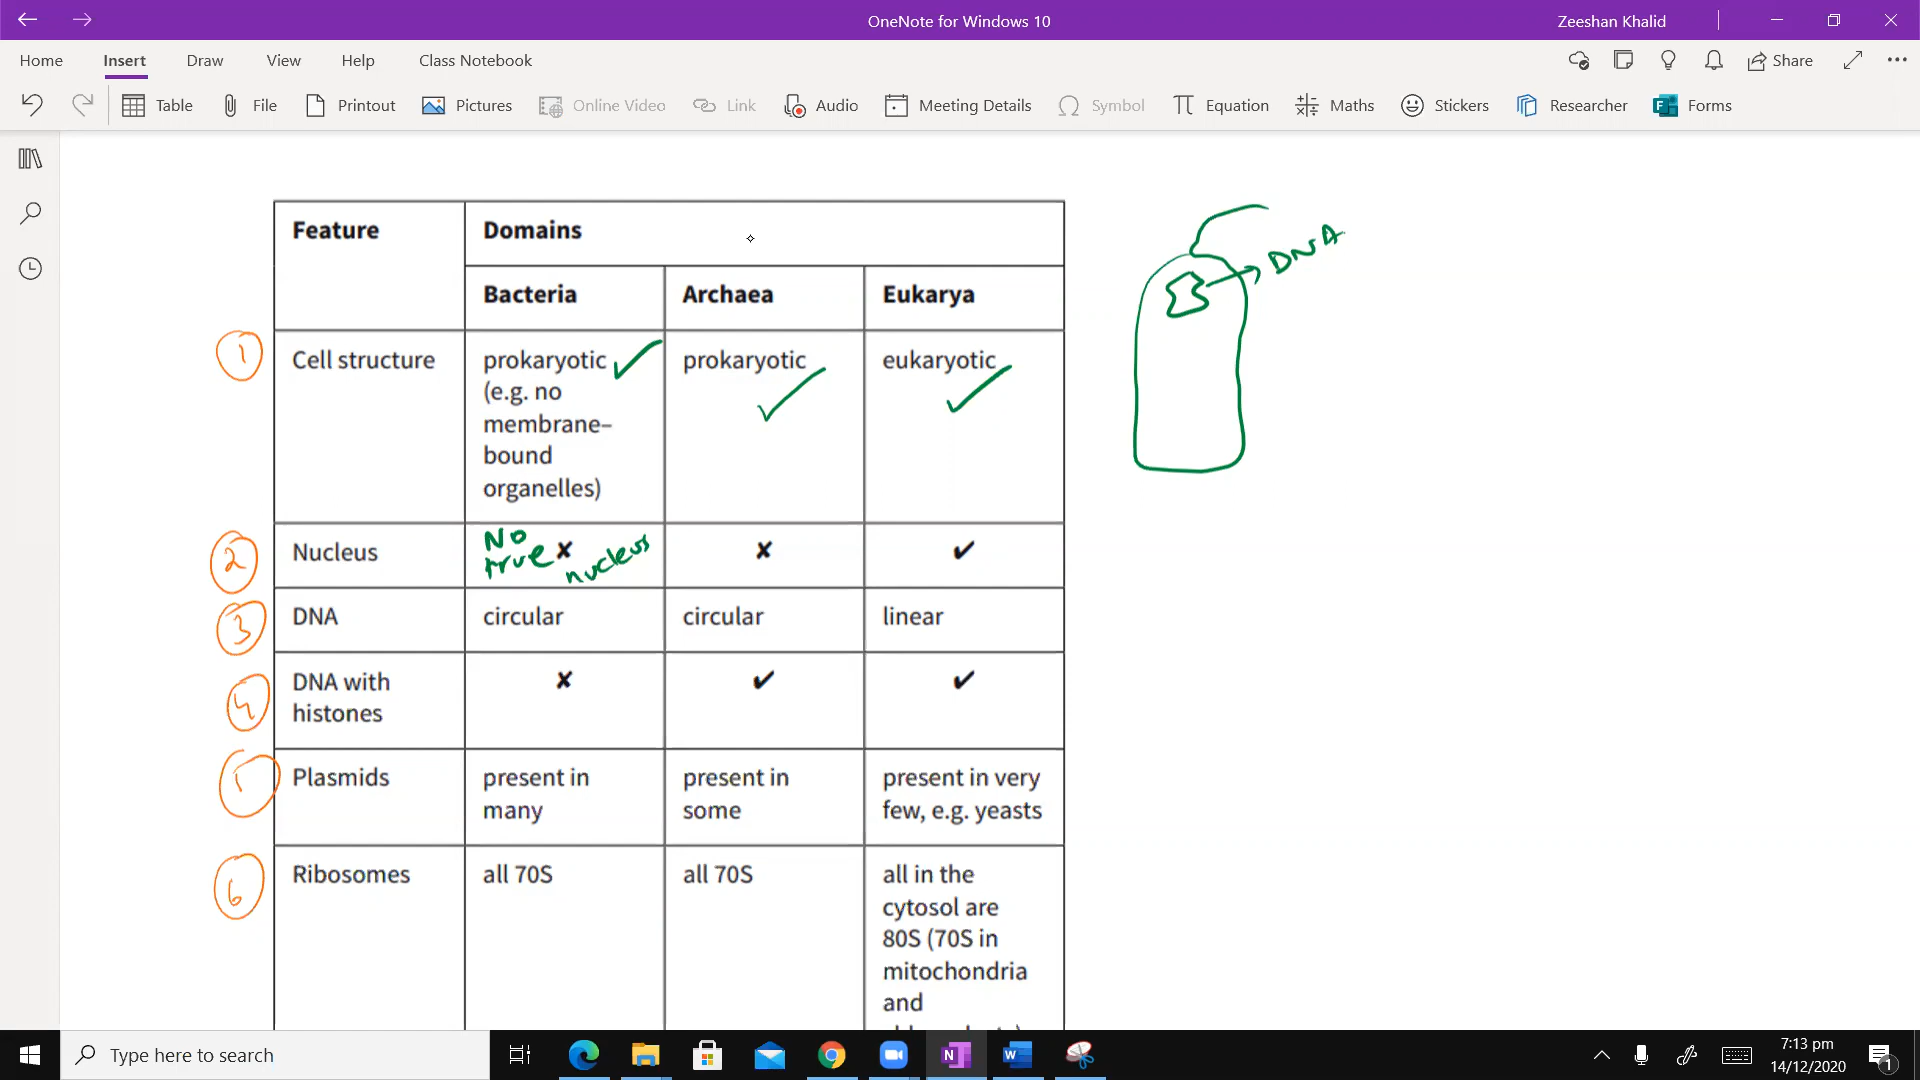 OneNote for Windows 10
Zeeshan Khalid
Home Insert Draw View Help Class Notebook
Share
Table File Printout Pictures Online Video Link Audio Meeting Details Symbol Equation Maths Stickers Researcher Forms
Feature Domains
Bacteria Archaea Eukarya
DNA
1 Cell structure prokaryotic prokaryotic eukaryotic
(e.g. no
membrane–
bound
organelles)
2 Nucleus No true ✘ nucleus ✘ ✔
3 DNA circular circular linear
4 DNA with ✘ ✔ ✔
histones
Plasmids present in present in present in very
many some few, e.g. yeasts
6 Ribosomes all 70S all 70S all in the
cytosol are
80S (70S in
mitochondria
and
Type here to search
7:13 pm
14/12/2020
1